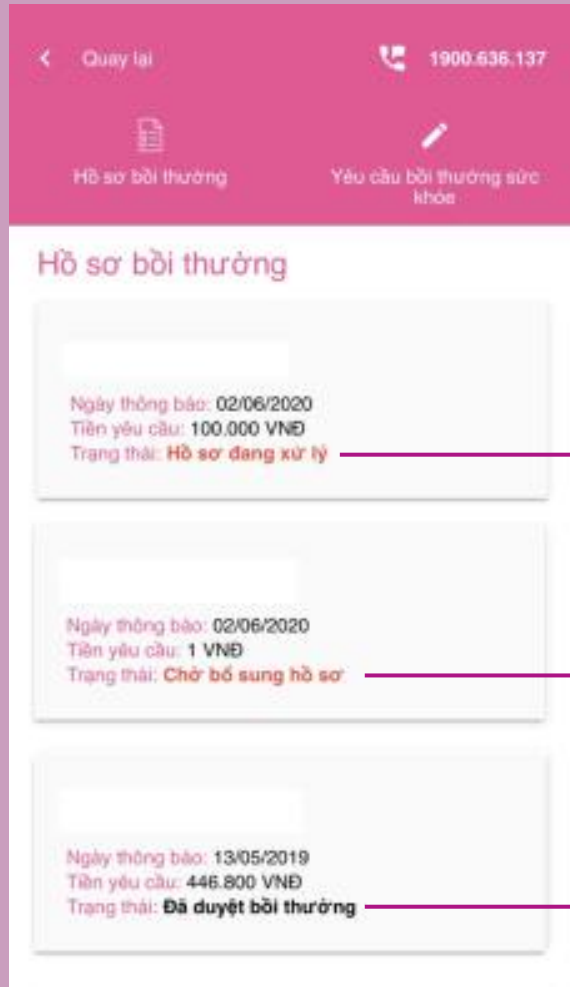 Quay lại
1900.636.137
Hồ sơ bồi thường
Yêu cầu bồi thường sức
khỏe
Hồ sơ bồi thường
Ngày thông báo: 02/06/2020
Tiền yêu cầu: 100.000 VNĐ
Trạng thái: Hồ sơ đang xử lý
Ngày thông báo: 02/06/2020
Tiền yêu cầu: 1 VNĐ
Trạng thái: Chờ bổ sung hồ sơ
Ngày thông báo: 13/05/2019
Tiền yêu cầu: 446.800 VNĐ
Trạng thái: Đã duyệt bồi thường